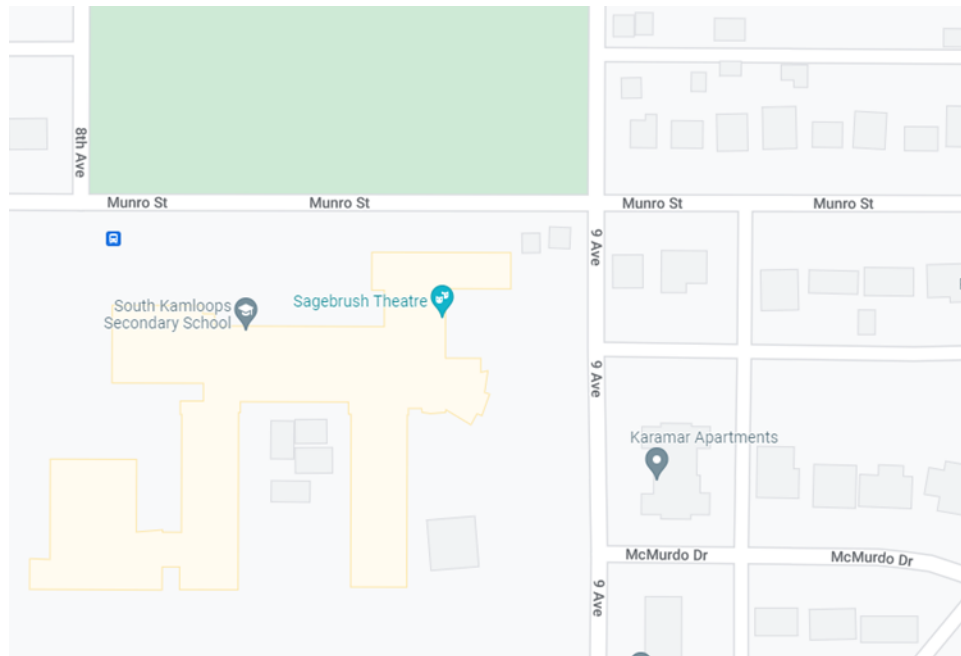 8th Ave
Munro St
Munro St
Munro St
Munro St
9 Ave
South Kamloops
Secondary School
Sagebrush Theatre
9 Ave
Karamar Apartments
McMurdo Dr
McMurdo Dr
9 Ave